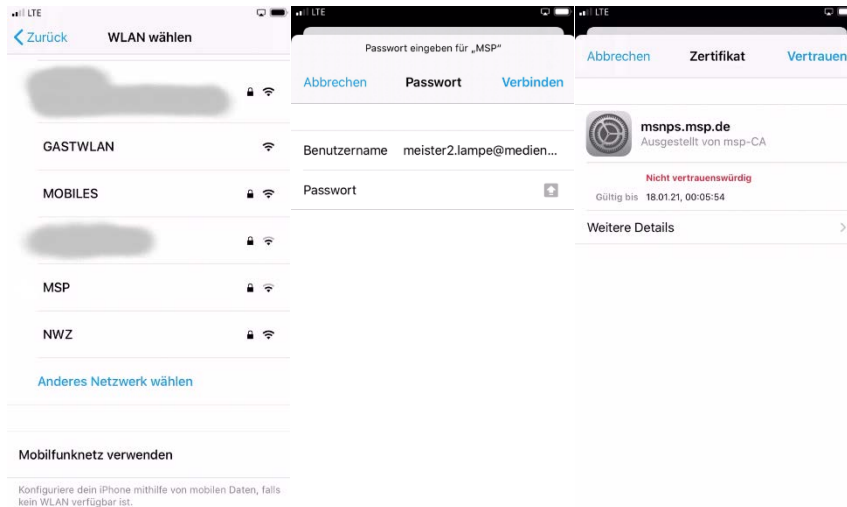 LTE
Zurück WLAN wählen
GASTWLAN
MOBILES
MSP
NWZ
Anderes Netzwerk wählen
Mobilfunknetz verwenden
Konfiguriere dein iPhone mithilfe von mobilen Daten, falls
kein WLAN verfügbar ist.
LTE
Passwort eingeben für „MSP“
Abbrechen Passwort Verbinden
Benutzername meister2.lampe@medien...
Passwort
LTE
Abbrechen Zertifikat Vertrauen
msnps.msp.de
Ausgestellt von msp-CA
Nicht vertrauenswürdig
Gültig bis 18.01.21, 00:05:54
Weitere Details